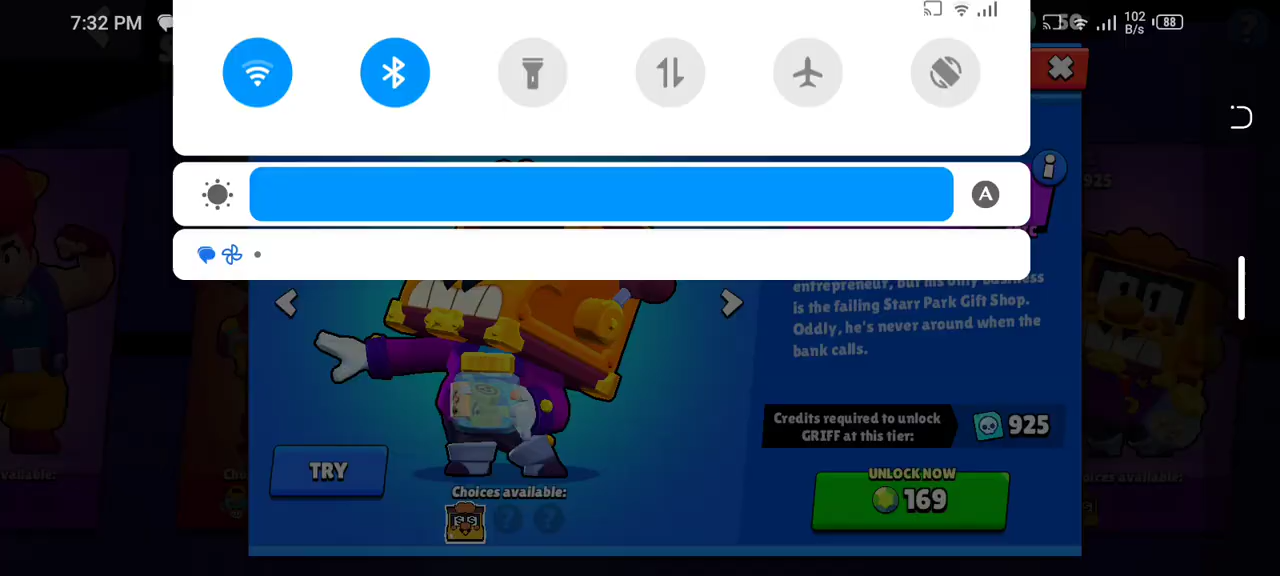 7:32 PM
50
102
B/s
88
A
925
entrepreneur, but his only business
is the failing Starr Park Gift Shop.
Oddly, he's never around when the
bank calls.
Credits required to unlock
GRIFF at this tier:
925
TRY
UNLOCK NOW
169
Choices available: